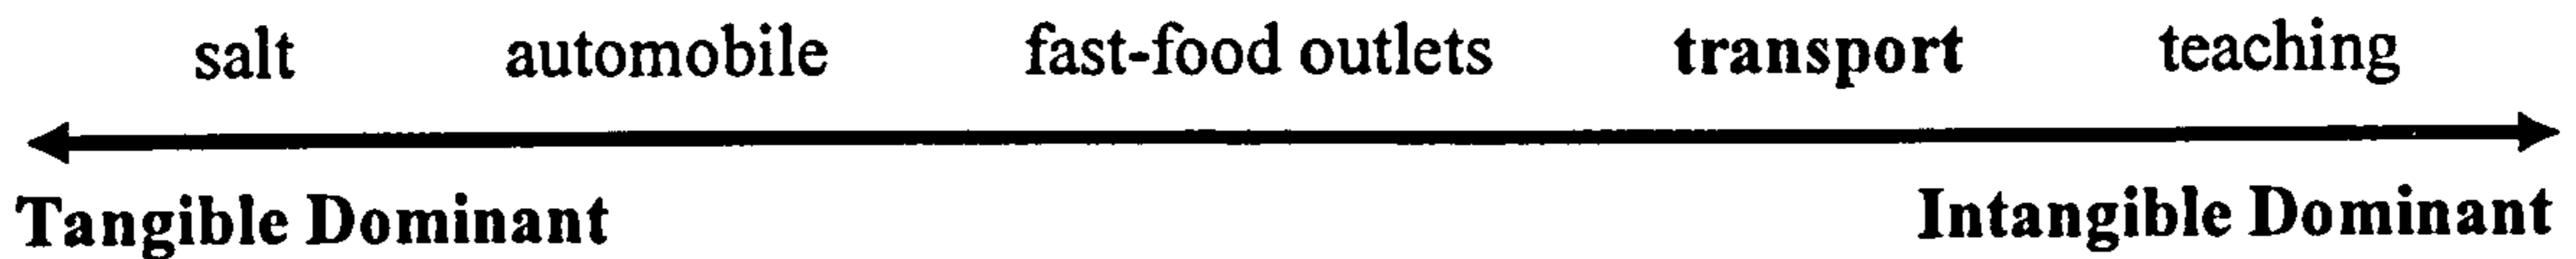 salt automobile fast-food outlets transport teaching
Tangible Dominant Intangible Dominant